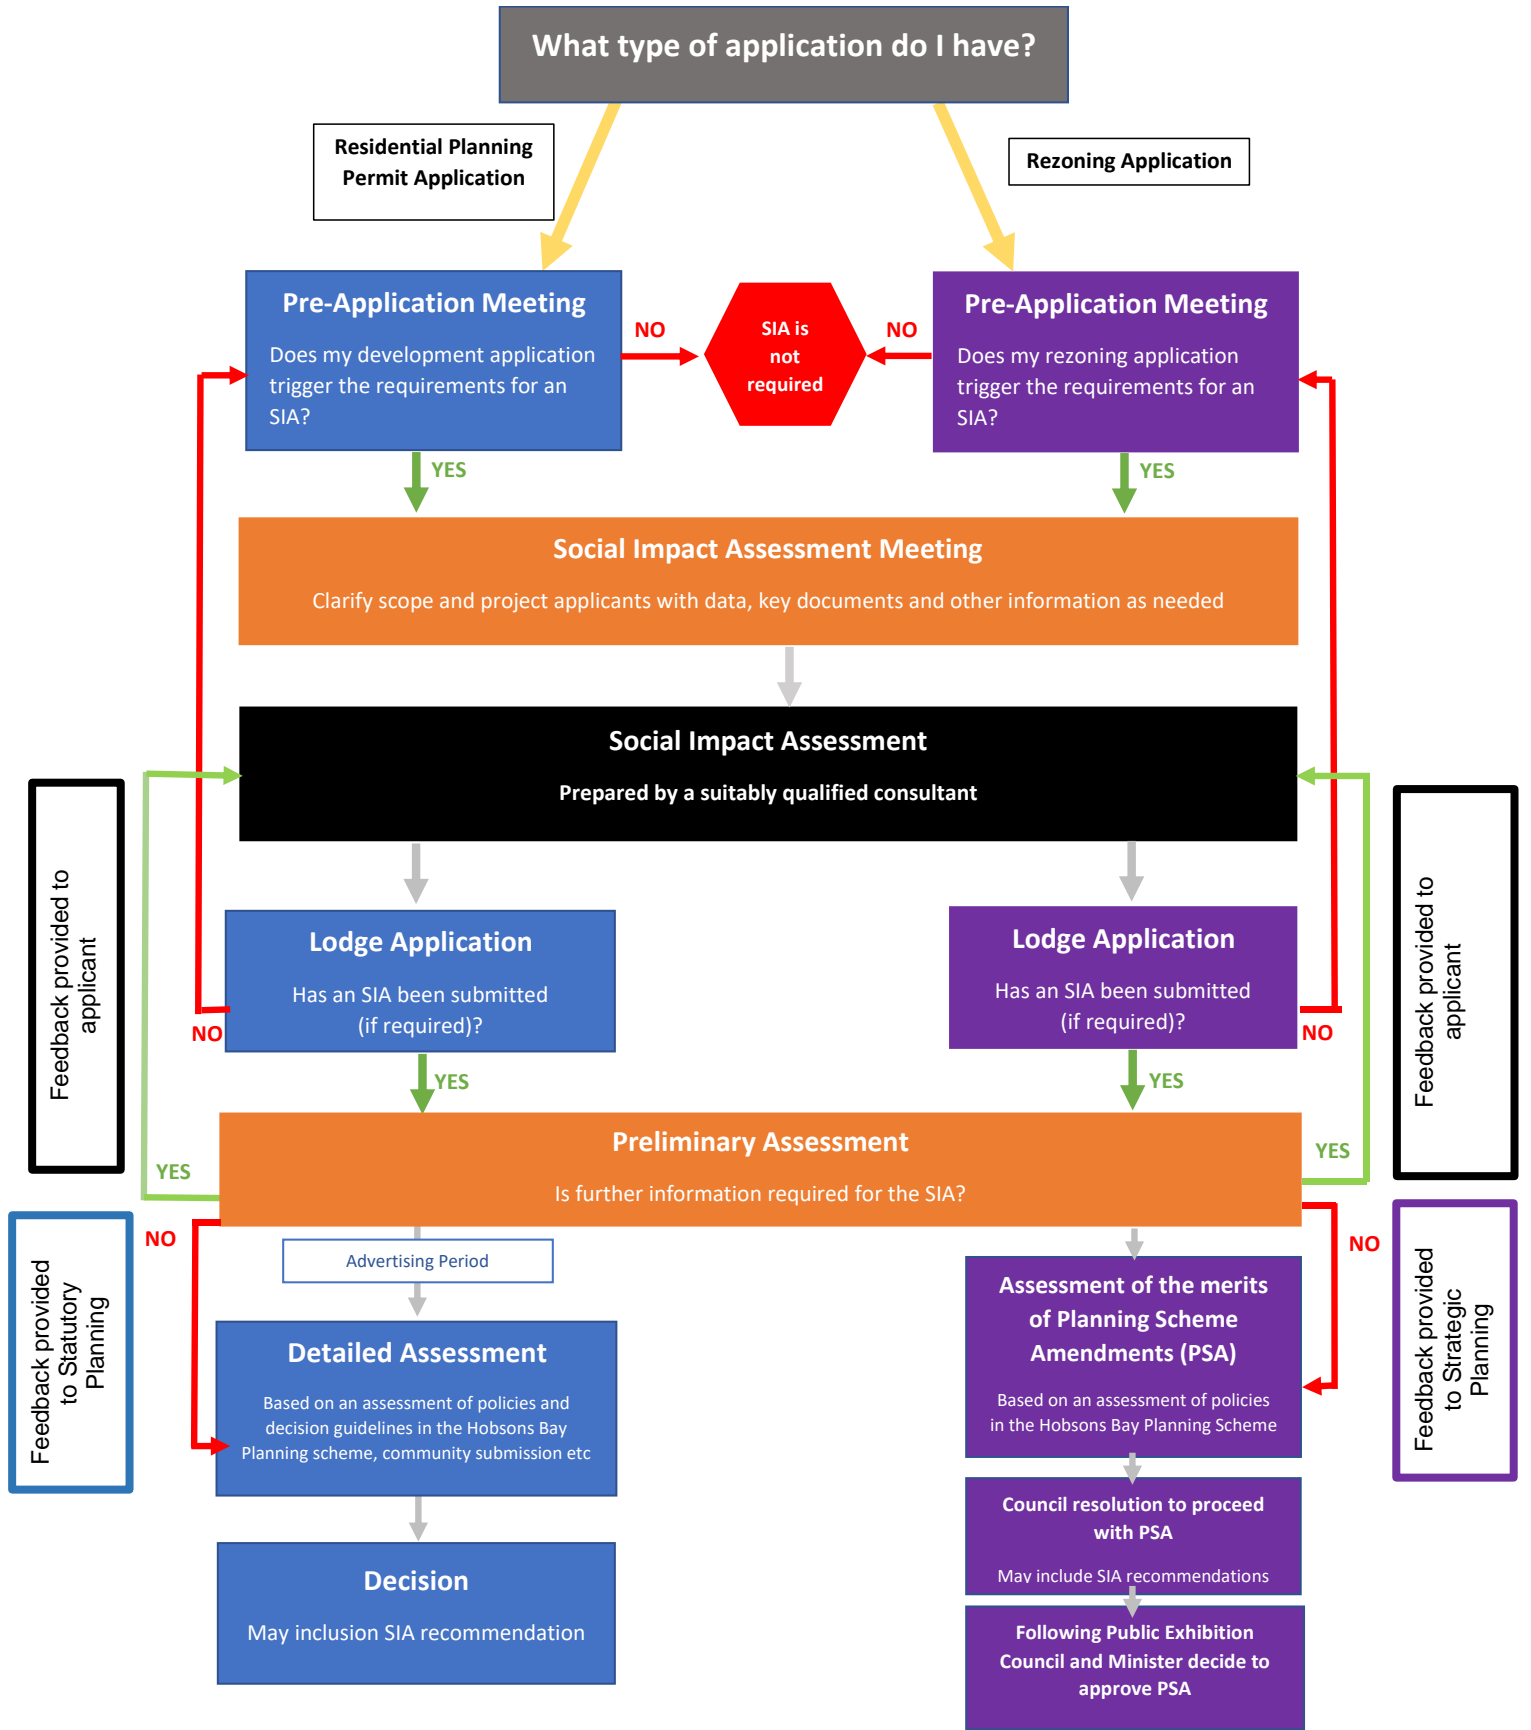 What type of application do I have?
Residential Planning
Permit Application
Rezoning Application
Pre-Application Meeting
Does my development application
trigger the requirements for an
SIA?
NO
SIA is
not
required
NO
Pre-Application Meeting
Does my rezoning application
trigger the requirements for an
SIA?
YES
YES
Social Impact Assessment Meeting
Clarify scope and project applicants with data, key documents and other information as needed
Social Impact Assessment
Prepared by a suitably qualified consultant
Feedback provided to
applicant
Feedback provided to
applicant
Lodge Application
Has an SIA been submitted
(if required)?
NO
Lodge Application
Has an SIA been submitted
(if required)?
NO
YES
YES
Preliminary Assessment
Is further information required for the SIA?
YES
YES
NO
NO
Feedback provided
to Statutory
Planning
Feedback provided
to Strategic
Planning
Advertising Period
Detailed Assessment
Based on an assessment of policies and
decision guidelines in the Hobsons Bay
Planning scheme, community submission etc
Decision
May inclusion SIA recommendation
Assessment of the merits
of Planning Scheme
Amendments (PSA)
Based on an assessment of policies
in the Hobsons Bay Planning Scheme
Council resolution to proceed
with PSA
May include SIA recommendations
Following Public Exhibition
Council and Minister decide to
approve PSA